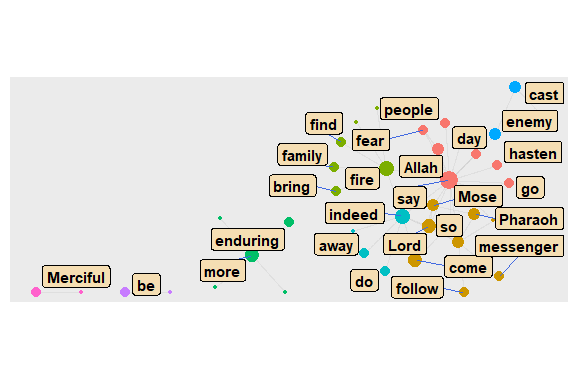 cast
people
enemy
find
fear
day
hasten
family
Allah
bring
fire
go
say
Mose
indeed
so
Pharaoh
enduring
away
Lord
messenger
more
come
Merciful
be
do
follow